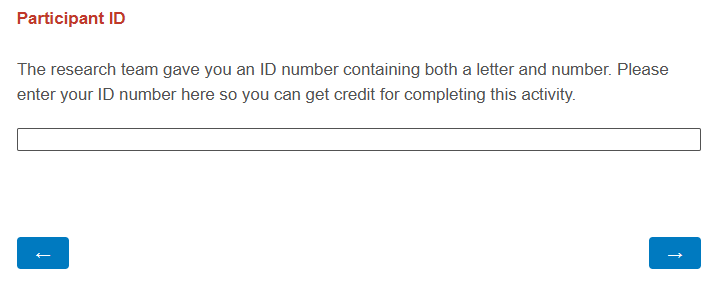 Participant ID
The research team gave you an ID number containing both a letter and number. Please
enter your ID number here so you can get credit for completing this activity.
← →